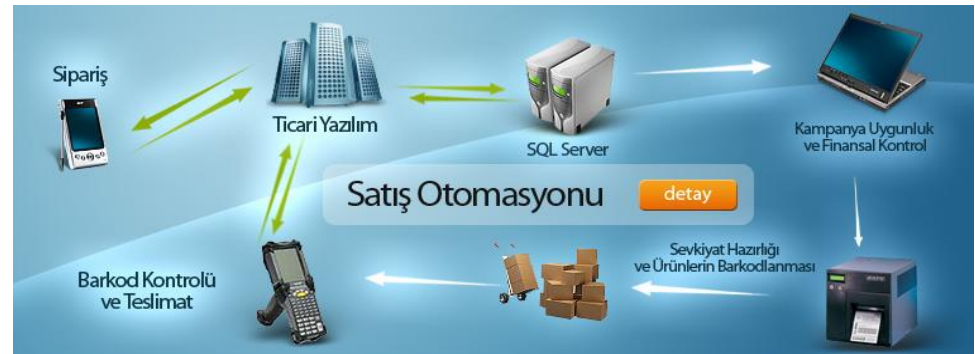 Sipariş
Ticari Yazılım
SQL Server
Kampanya Uygunluk
ve Finansal Kontrol
Satış Otomasyonu
detay
Sevkiyat Hazırlığı
ve Ürünlerin Barkodlanması
Barkod Kontrolü
ve Teslimat